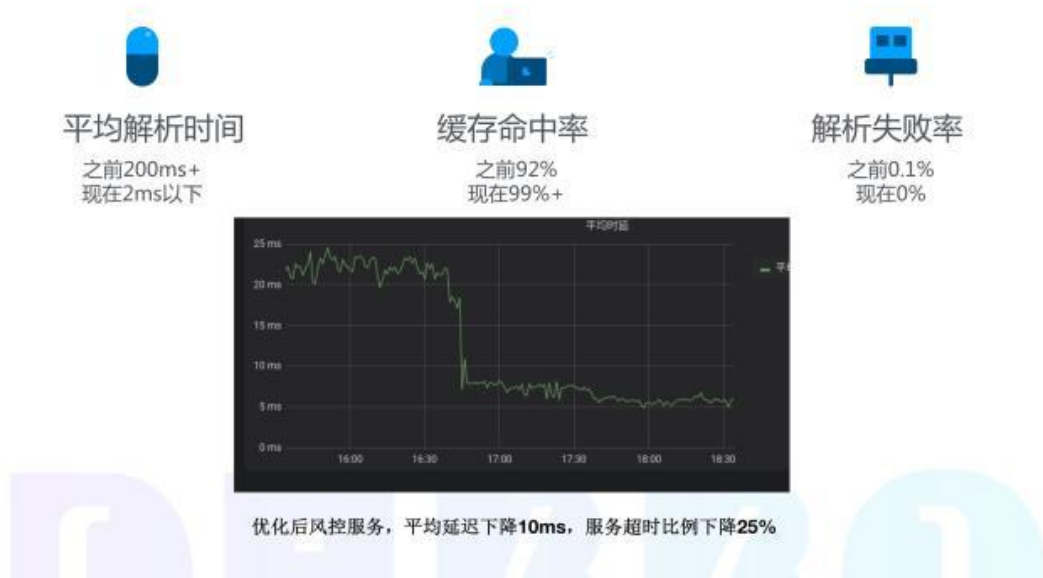 平均解析时间
之前200ms+
现在2ms以下
缓存命中率
之前92%
现在99%+
解析失败率
之前0.1%
现在0%
平均时延
25 ms
20 ms
15 ms
10 ms
5 ms
0 ms
16:00 16:30 17:00 17:30 18:00 18:30
优化后风控服务，平均延迟下降10ms，服务超时比例下降25%